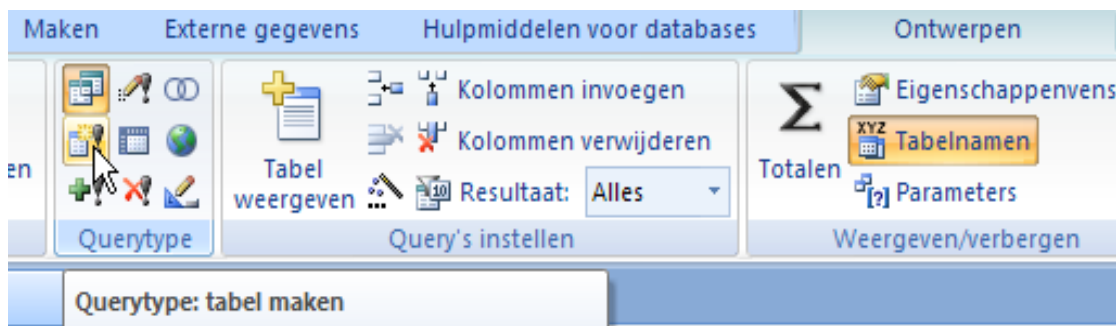 Maken Externe gegevens Hulpmiddelen voor databases Ontwerpen
Kolommen invoegen
Kolommen verwijderen
en
Tabel
weergeven
Resultaat: Alles
Totalen
Eigenschappenvens
XYZ
Tabelnamen
Parameters
Querytype Query's instellen Weergeven/verbergen
Querytype: tabel maken